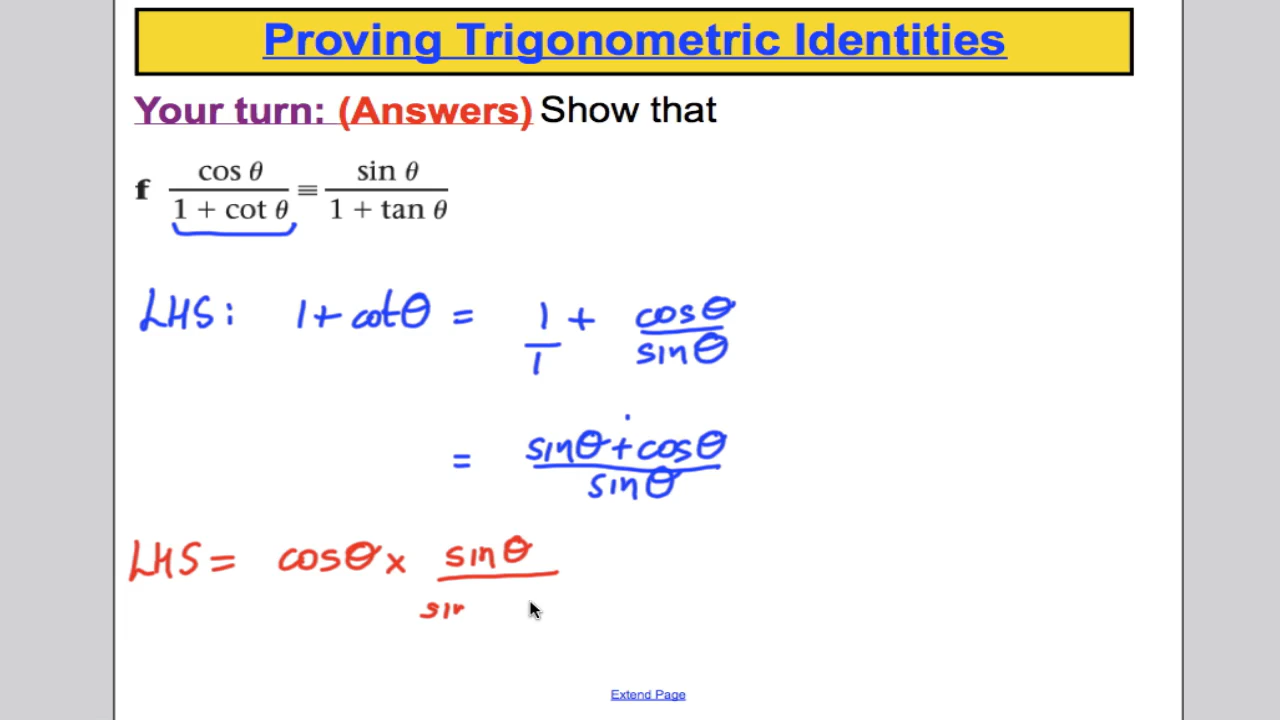 Proving Trigonometric Identities
Your turn: (Answers) Show that
f cos θ / 1 + cot θ ≡ sin θ / 1 + tan θ
LHS: 1 + cotθ = 1/1 + cosθ/sinθ
= sinθ + cosθ / sinθ
LHS = cosθ × sinθ / sin
Extend Page